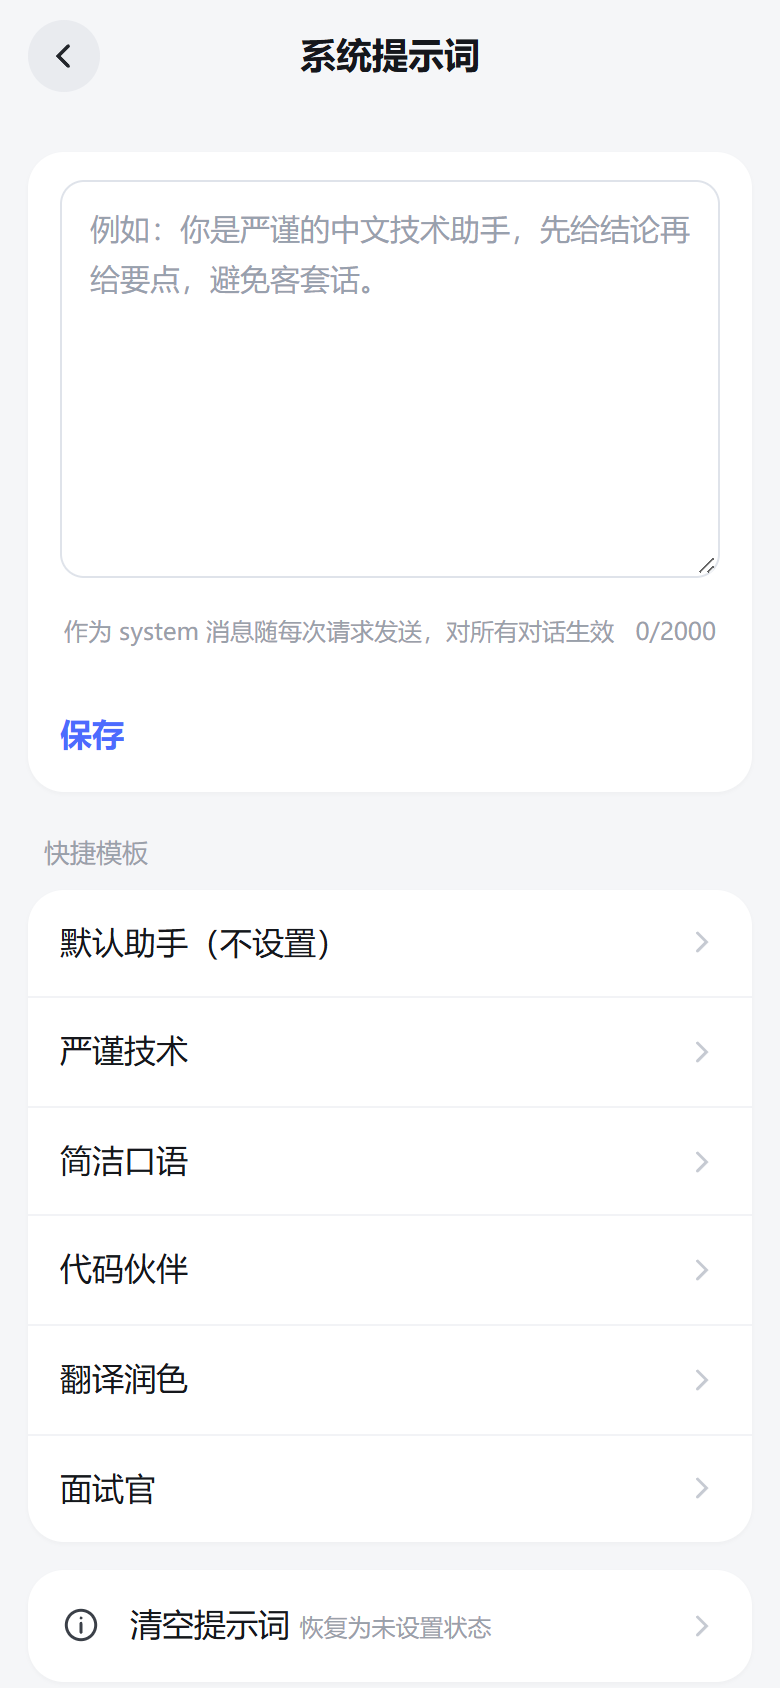 系统提示词
例如：你是严谨的中文技术助手，先给结论再
给要点，避免客套话。
作为 system 消息随每次请求发送，对所有对话生效 0/2000
保存
快捷模板
默认助手（不设置）
严谨技术
简洁口语
代码伙伴
翻译润色
面试官
清空提示词 恢复为未设置状态